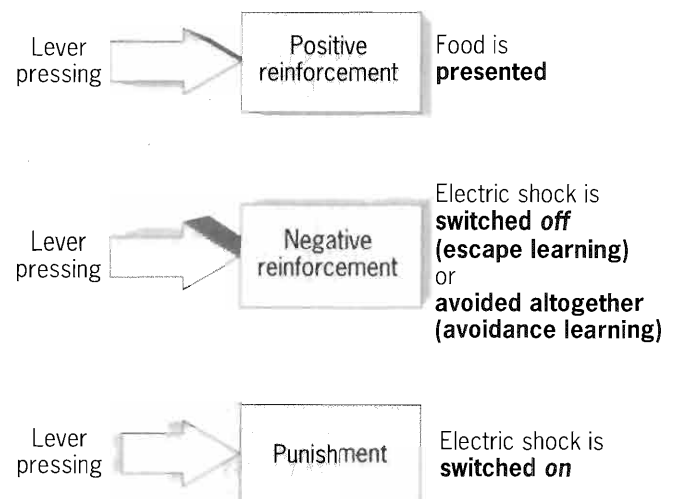 Lever
pressing
Positive
reinforcement
Food is
presented
Lever
pressing
Negative
reinforcement
Electric shock is
switched off
(escape learning)
or
avoided altogether
(avoidance learning)
Lever
pressing
Punishment
Electric shock is
switched on